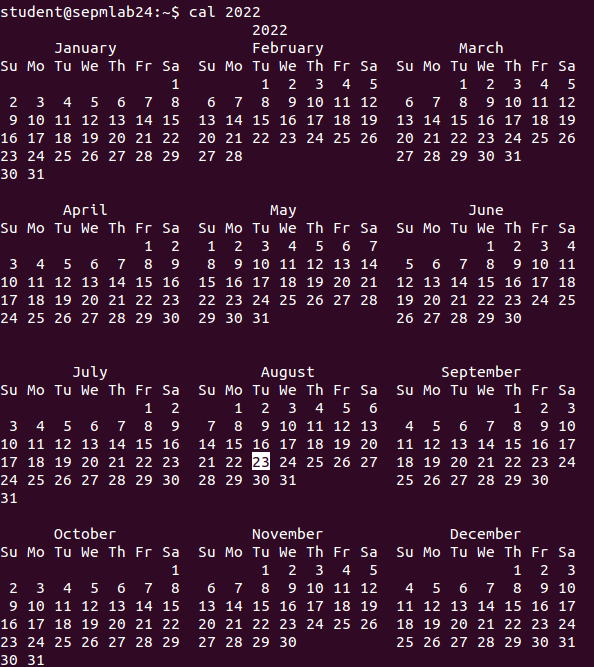 student@sepmlab24:~$ cal 2022
                            2022
      January               February               March
Su Mo Tu We Th Fr Sa  Su Mo Tu We Th Fr Sa  Su Mo Tu We Th Fr Sa
                   1         1  2  3  4  5         1  2  3  4  5
 2  3  4  5  6  7  8   6  7  8  9 10 11 12   6  7  8  9 10 11 12
 9 10 11 12 13 14 15  13 14 15 16 17 18 19  13 14 15 16 17 18 19
16 17 18 19 20 21 22  20 21 22 23 24 25 26  20 21 22 23 24 25 26
23 24 25 26 27 28 29  27 28                 27 28 29 30 31
30 31
       April                  May                   June
Su Mo Tu We Th Fr Sa  Su Mo Tu We Th Fr Sa  Su Mo Tu We Th Fr Sa
                1  2   1  2  3  4  5  6  7            1  2  3  4
 3  4  5  6  7  8  9   8  9 10 11 12 13 14   5  6  7  8  9 10 11
10 11 12 13 14 15 16  15 16 17 18 19 20 21  12 13 14 15 16 17 18
17 18 19 20 21 22 23  22 23 24 25 26 27 28  19 20 21 22 23 24 25
24 25 26 27 28 29 30  29 30 31              26 27 28 29 30
        July                 August              September
Su Mo Tu We Th Fr Sa  Su Mo Tu We Th Fr Sa  Su Mo Tu We Th Fr Sa
                1  2      1  2  3  4  5  6               1  2  3
 3  4  5  6  7  8  9   7  8  9 10 11 12 13   4  5  6  7  8  9 10
10 11 12 13 14 15 16  14 15 16 17 18 19 20  11 12 13 14 15 16 17
17 18 19 20 21 22 23  21 22 23 24 25 26 27  18 19 20 21 22 23 24
24 25 26 27 28 29 30  28 29 30 31           25 26 27 28 29 30
31
      October               November              December
Su Mo Tu We Th Fr Sa  Su Mo Tu We Th Fr Sa  Su Mo Tu We Th Fr Sa
                   1         1  2  3  4  5               1  2  3
 2  3  4  5  6  7  8   6  7  8  9 10 11 12   4  5  6  7  8  9 10
 9 10 11 12 13 14 15  13 14 15 16 17 18 19  11 12 13 14 15 16 17
16 17 18 19 20 21 22  20 21 22 23 24 25 26  18 19 20 21 22 23 24
23 24 25 26 27 28 29  27 28 29 30           25 26 27 28 29 30 31
30 31